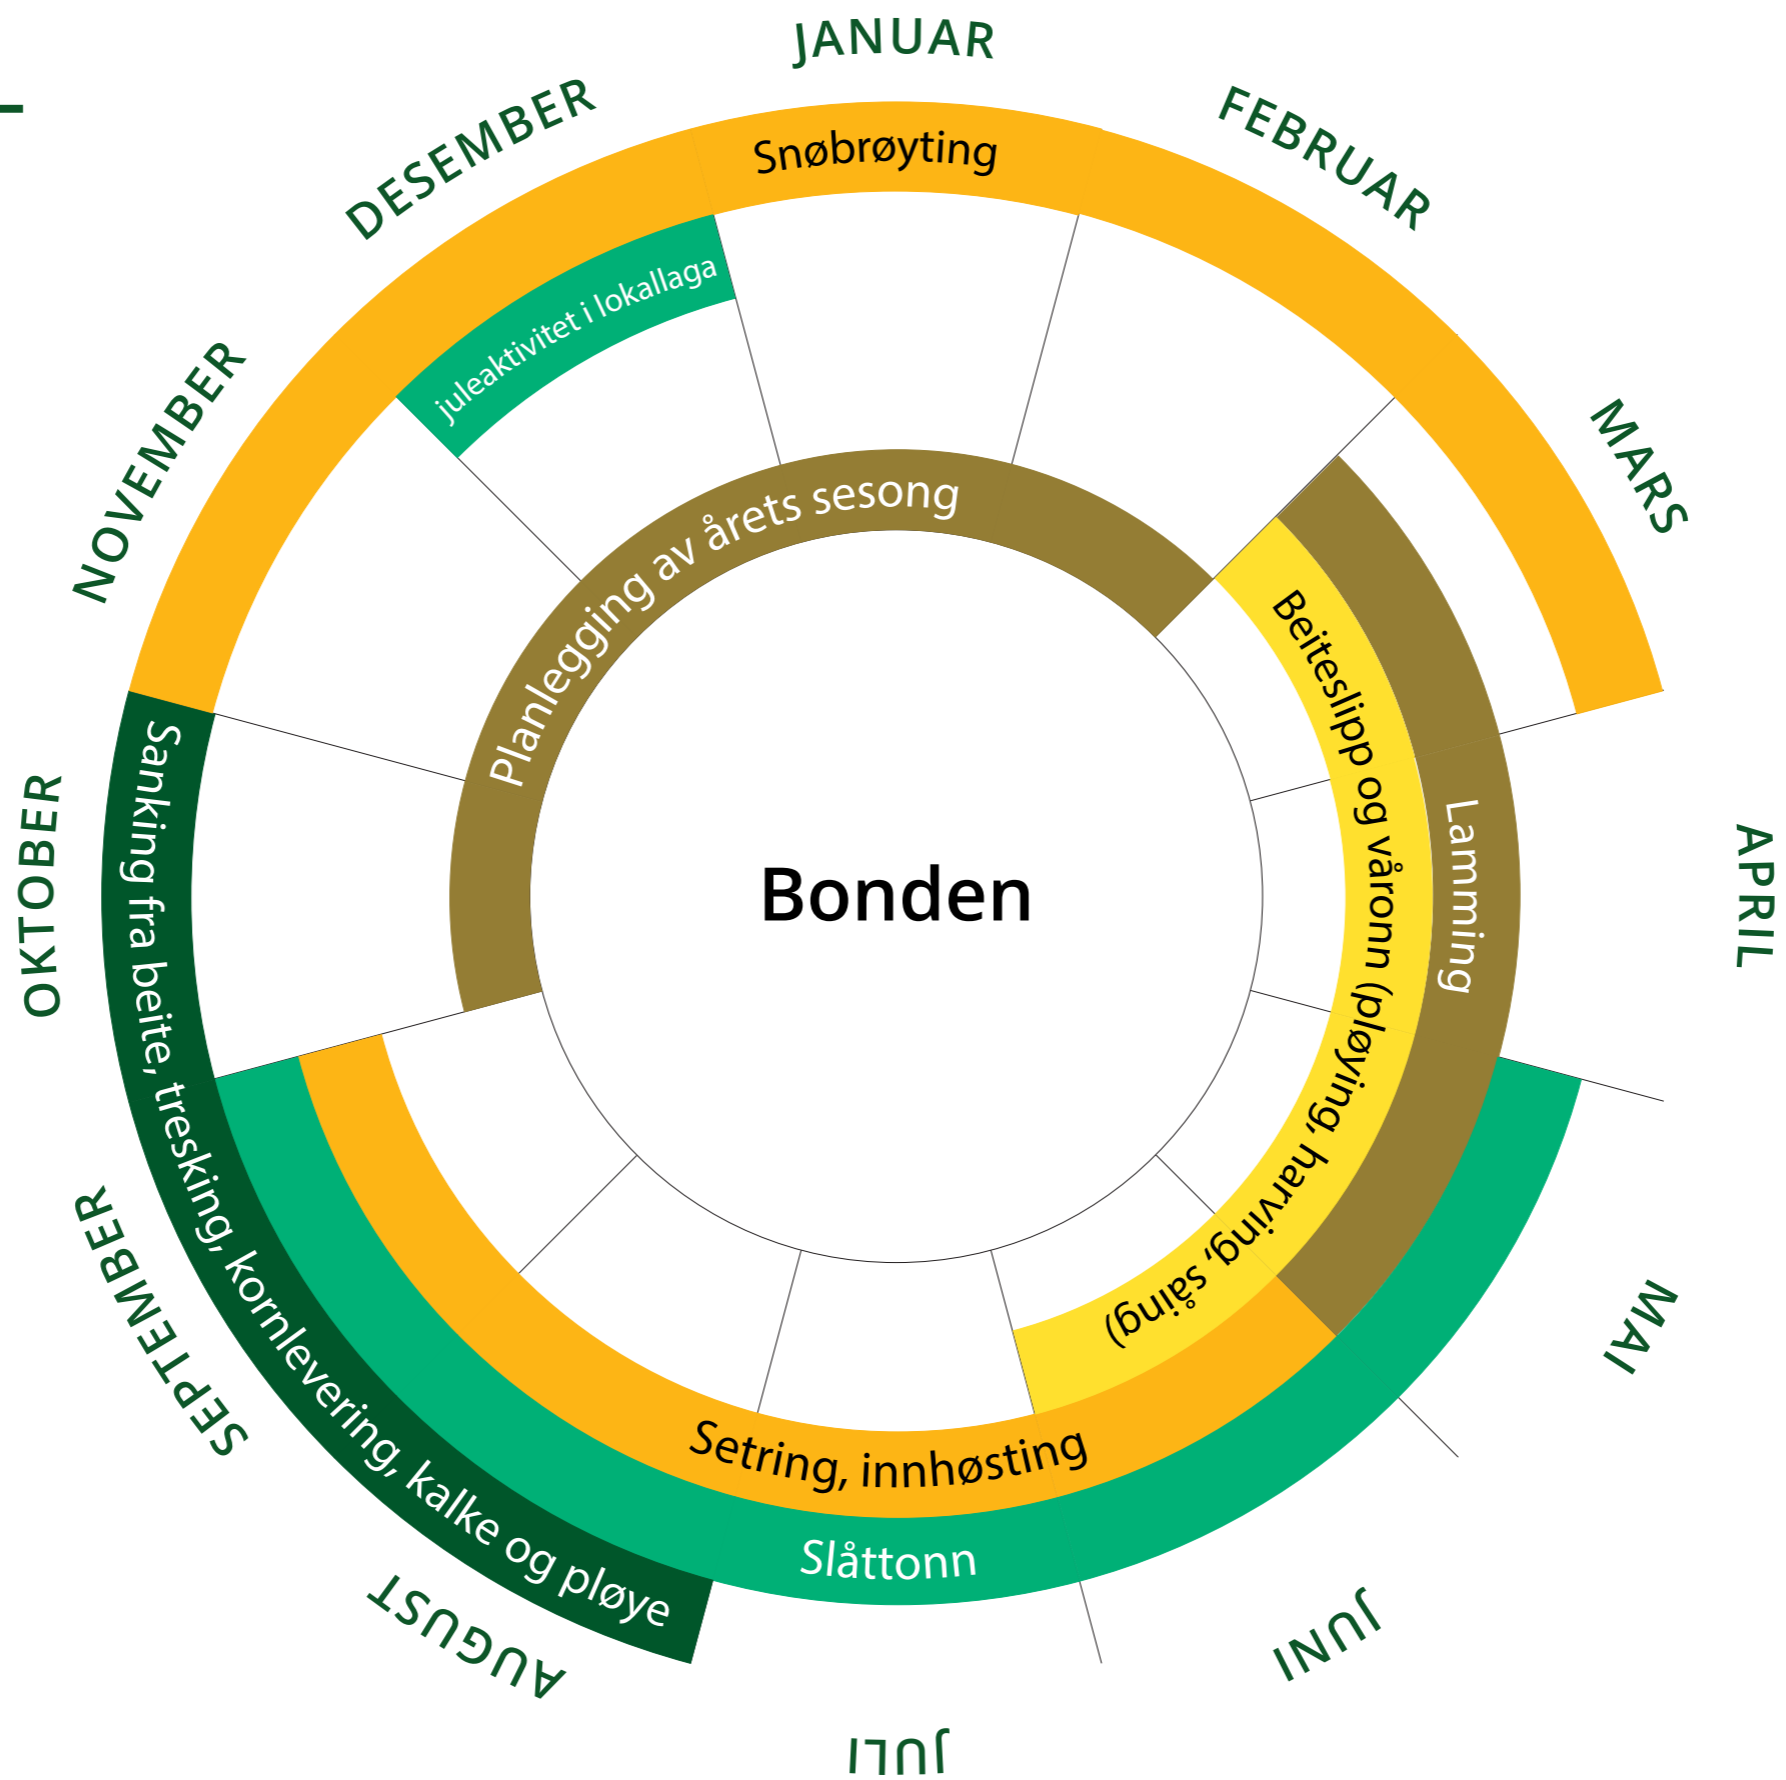 JANUAR
FEBRUAR
MARS
APRIL
MAI
JUNI
JULI
AUGUST
SEPTEMBER
OKTOBER
NOVEMBER
DESEMBER
Snøbrøyting
juleaktivitet i lokallaga
Planlegging av årets sesong
Beiteslipp og våronn (pløying, harving, såing)
Lamming
Bonden
Setring, innhøsting
Slåttonn
Sanking fra beite, tresking, kornlevering, kalke og pløye